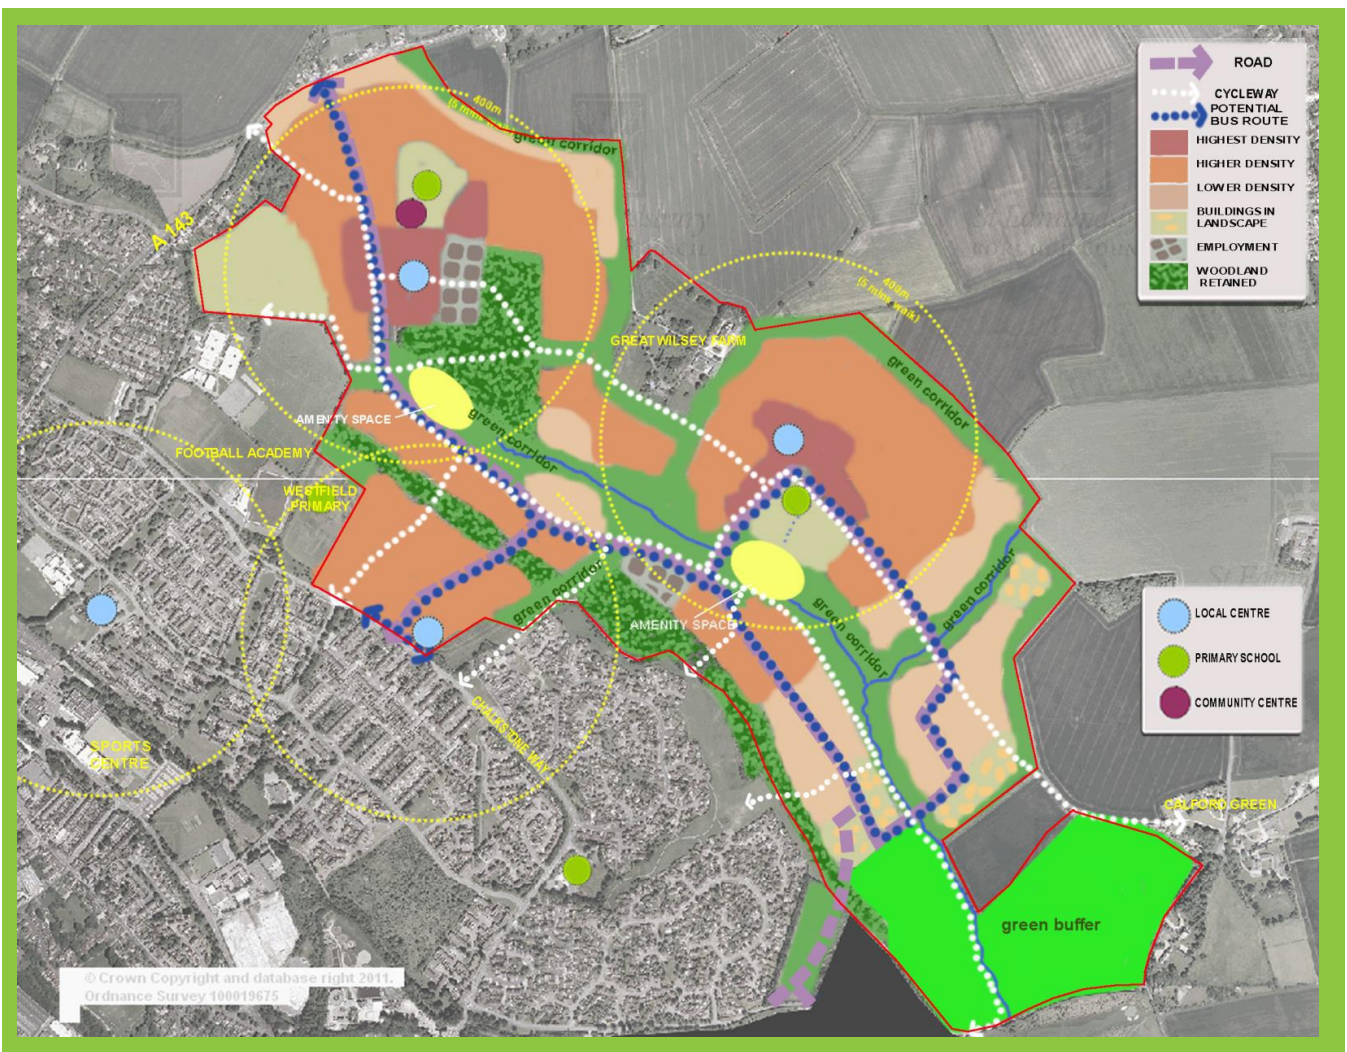 ROAD
CYCLEWAY
POTENTIAL
BUS ROUTE
HIGHEST DENSITY
HIGHER DENSITY
LOWER DENSITY
BUILDINGS IN
LANDSCAPE
EMPLOYMENT
WOODLAND
RETAINED
400m
(5 mins
green corridor
A 143
400m
(5 mins walk)
GREAT WILSEY FARM
green corridor
AMENITY SPACE
green corridor
FOOTBALL ACADEMY
WESTFIELD
PRIMARY
green corridor
green corridor
green corridor
AMENITY SPACE
LOCAL CENTRE
PRIMARY SCHOOL
COMMUNITY CENTRE
CHALKSTONE WAY
SPORTS
CENTRE
CALFORD GREEN
green buffer
© Crown Copyright and database right 2011.
Ordnance Survey 100019675